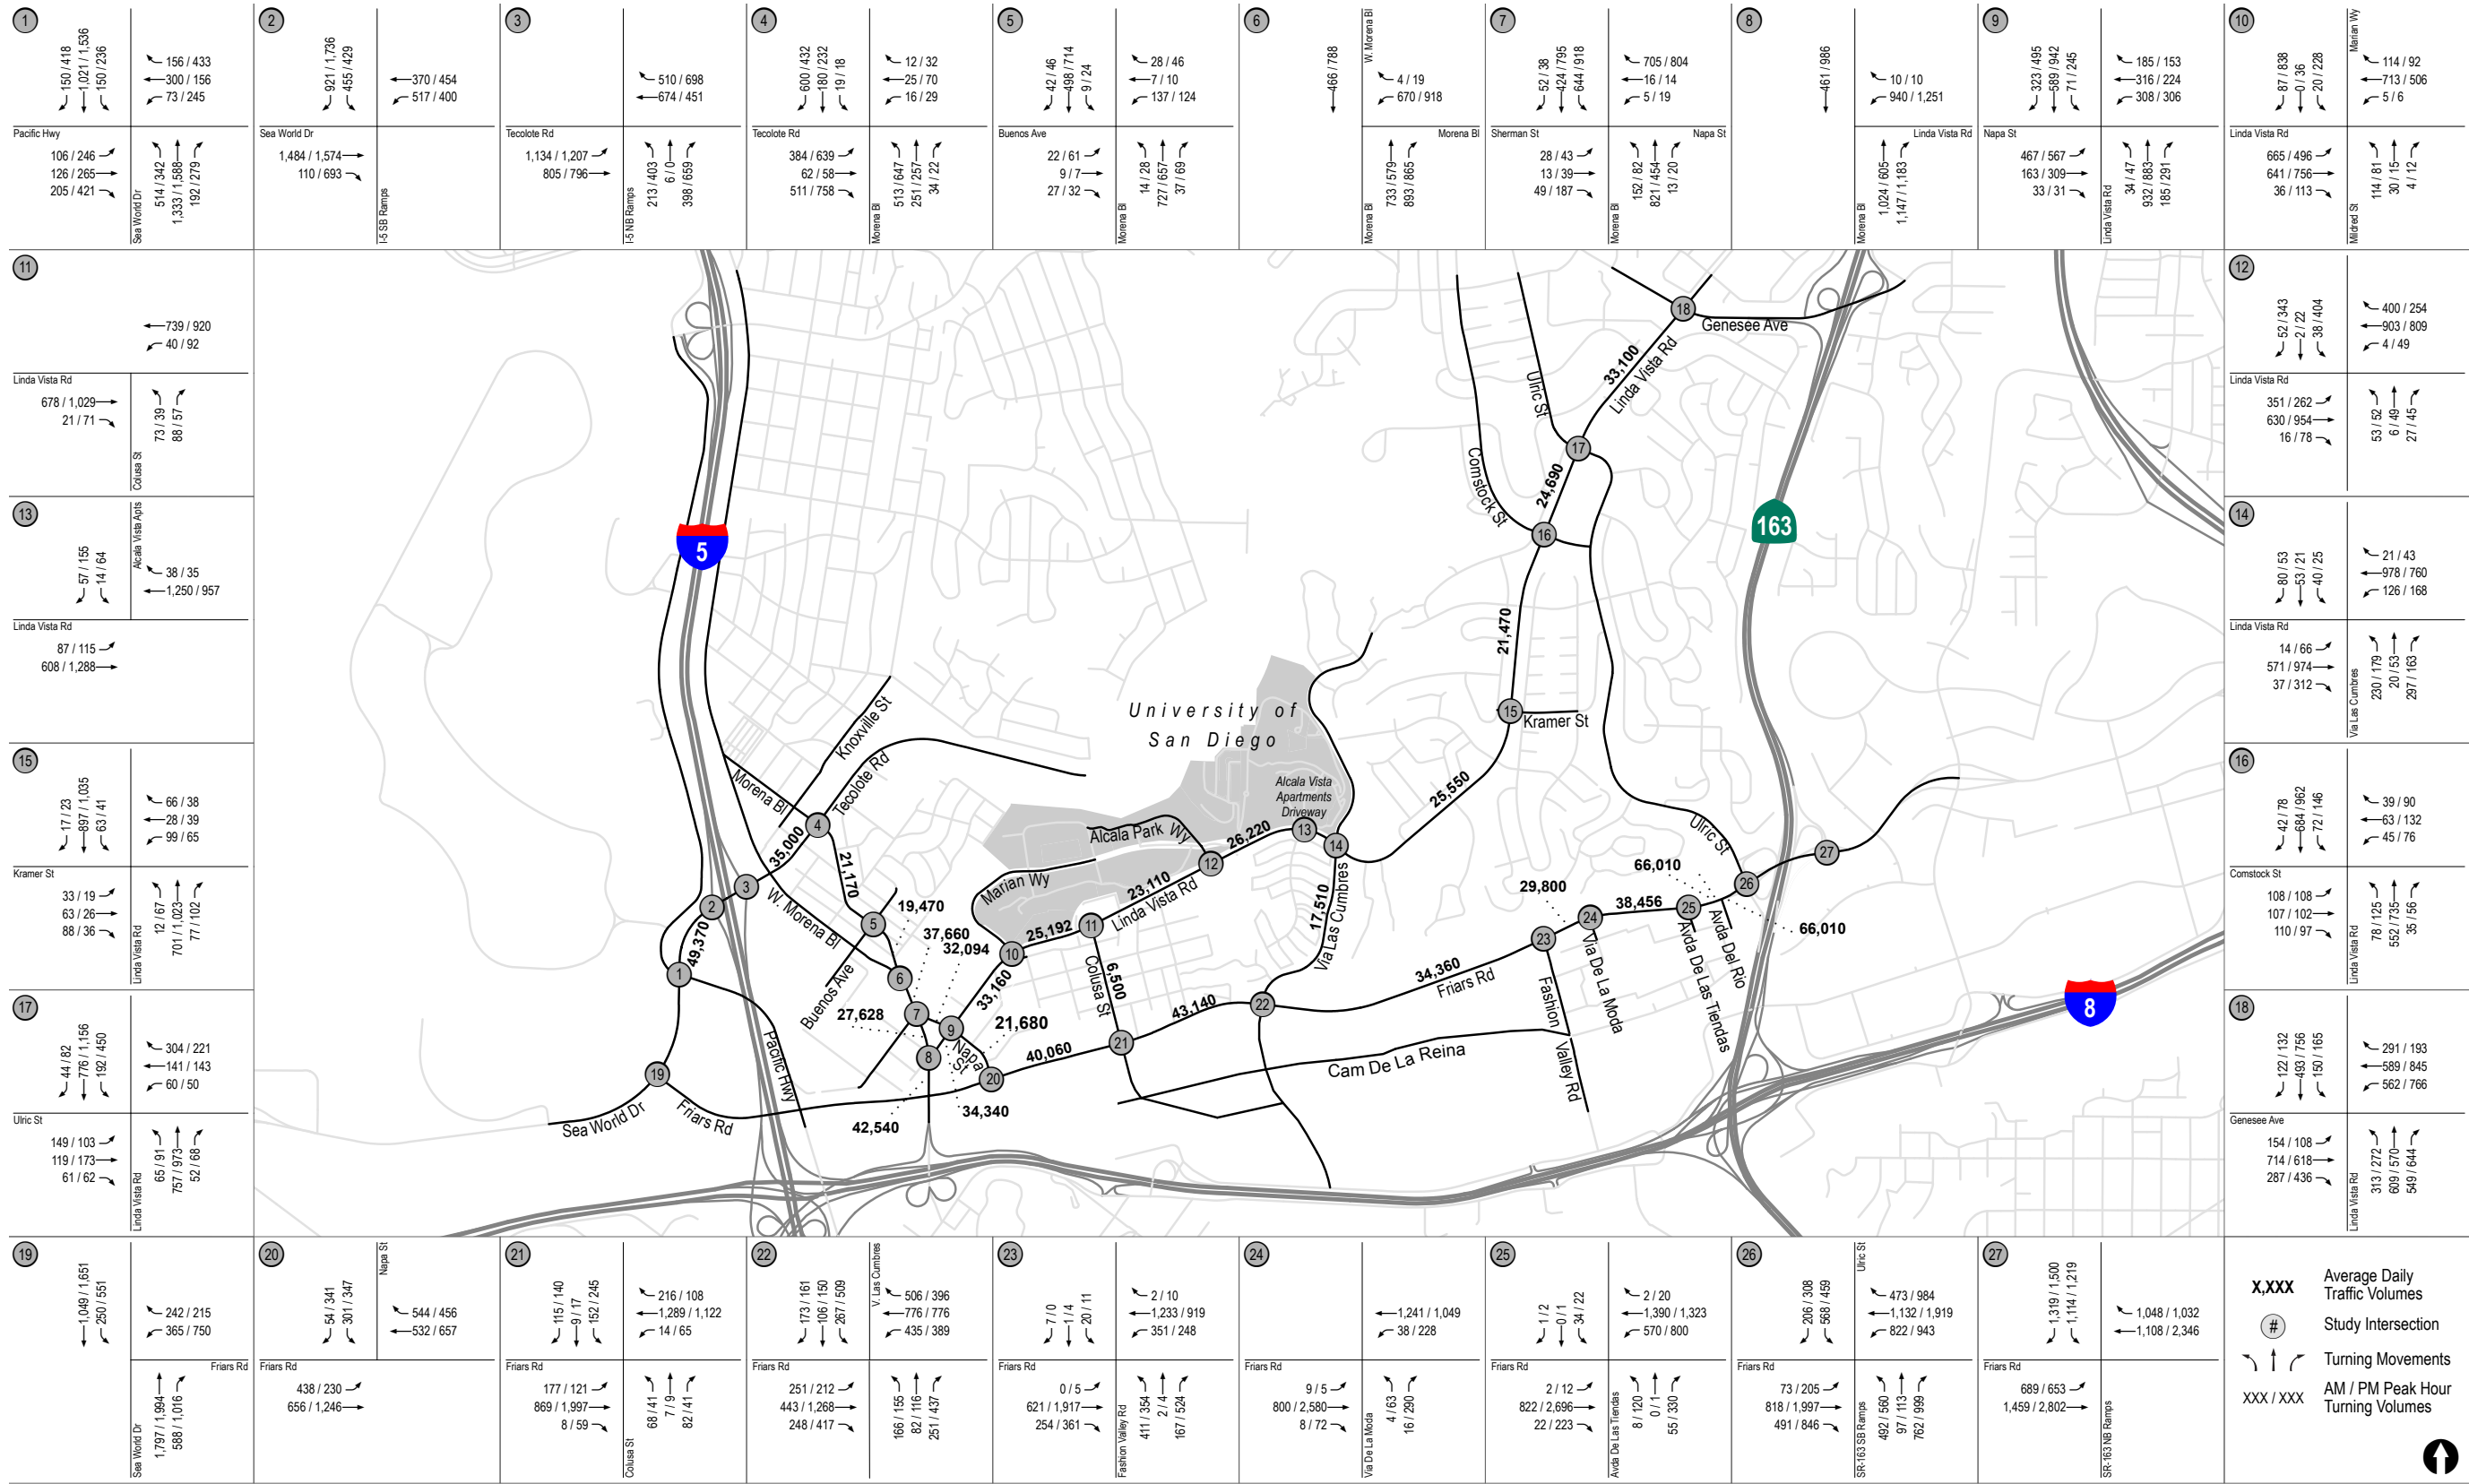 1
150 / 418
1,021 / 1,536
150 / 236
156 / 433
300 / 156
73 / 245
Pacific Hwy
106 / 246
126 / 265
205 / 421
Sea World Dr
514 / 342
1,333 / 1,588
192 / 279
2
921 / 1,736
455 / 429
370 / 454
517 / 400
Sea World Dr
1,484 / 1,574
110 / 693
I-5 SB Ramps
3
510 / 698
674 / 451
Tecolote Rd
1,134 / 1,207
805 / 796
I-5 NB Ramps
213 / 403
6 / 0
398 / 659
4
600 / 432
180 / 232
19 / 18
12 / 32
25 / 70
16 / 29
Tecolote Rd
384 / 639
62 / 58
511 / 758
Morena Bl
513 / 647
251 / 257
34 / 22
5
42 / 46
498 / 714
9 / 24
28 / 46
7 / 10
137 / 124
Buenos Ave
22 / 61
9 / 7
27 / 32
Morena Bl
14 / 28
727 / 657
37 / 69
6
466 / 788
W. Morena Bl
4 / 19
670 / 918
Morena Bl
Morena Bl
733 / 579
893 / 865
7
52 / 38
424 / 795
644 / 918
705 / 804
16 / 14
5 / 19
Sherman St
Napa St
28 / 43
13 / 39
49 / 187
Morena Bl
152 / 82
821 / 454
13 / 20
8
461 / 986
10 / 10
940 / 1,251
Linda Vista Rd
Morena Bl
1,024 / 605
1,147 / 1,183
9
323 / 495
589 / 942
71 / 245
185 / 153
316 / 224
308 / 306
Napa St
467 / 567
163 / 309
33 / 31
Linda Vista Rd
34 / 47
932 / 883
185 / 291
10
87 / 838
0 / 36
20 / 228
Marian Wy
114 / 92
713 / 506
5 / 6
Linda Vista Rd
665 / 496
641 / 756
36 / 113
Mildred St
114 / 81
30 / 15
4 / 12
11
739 / 920
40 / 92
Linda Vista Rd
678 / 1,029
21 / 71
Colusa St
73 / 39
88 / 57
12
52 / 343
2 / 22
38 / 404
400 / 254
903 / 809
4 / 49
Linda Vista Rd
351 / 262
630 / 954
16 / 78
53 / 52
6 / 49
27 / 45
13
57 / 155
14 / 64
Alcala Vista Apts
38 / 35
1,250 / 957
Linda Vista Rd
87 / 115
608 / 1,288
14
80 / 53
53 / 21
40 / 25
21 / 43
978 / 760
126 / 168
Linda Vista Rd
14 / 66
571 / 974
37 / 312
Via Las Cumbres
230 / 179
20 / 53
297 / 163
15
17 / 23
897 / 1,035
63 / 41
66 / 38
28 / 39
99 / 65
Kramer St
33 / 19
63 / 26
88 / 36
Linda Vista Rd
12 / 67
701 / 1,023
77 / 102
16
42 / 78
684 / 962
72 / 146
39 / 90
63 / 132
45 / 76
Comstock St
108 / 108
107 / 102
110 / 97
Linda Vista Rd
78 / 125
552 / 735
35 / 56
17
44 / 82
776 / 1,156
192 / 450
304 / 221
141 / 143
60 / 50
Ulric St
149 / 103
119 / 173
61 / 62
Linda Vista Rd
65 / 91
757 / 973
52 / 68
18
122 / 132
493 / 756
150 / 165
291 / 193
589 / 845
562 / 766
Genesee Ave
154 / 108
714 / 618
287 / 436
Linda Vista Rd
313 / 272
609 / 570
549 / 644
18
Genesee Ave
33,100
Linda Vista Rd
Ulric St
17
24,690
Comstock St
16
5
163
21,470
15
Kramer St
University of
San Diego
Knoxville St
Tecolote Rd
Morena Bl
4
35,000
21,170
Alcala Vista
Apartments
Driveway
13
14
25,550
Alcala Park Wy
26,220
12
Marian Wy
23,110
Linda Vista Rd
3
2
W. Morena Bl
49,370
5
19,470
37,660
32,094
25,192
11
10
17,510
Via Las Cumbres
29,800
66,010
Ulric St
27
26
38,456
25
24
23
66,010
Avda Del Rio
Avda De Las Tiendas
Via De La Moda
1
6
Buenos Ave
33,160
Colusa St
6,500
34,360
Friars Rd
Fashion
Valley Rd
8
22
43,140
27,628
7
9
21,680
21
40,060
Napa
St
8
20
Cam De La Reina
Pacific Hwy
19
Sea World Dr
Friars Rd
34,340
42,540
19
1,049 / 1,651
250 / 551
242 / 215
365 / 750
Friars Rd
Sea World Dr
1,797 / 1,994
588 / 1,016
20
54 / 341
301 / 347
Napa St
544 / 456
532 / 657
Friars Rd
438 / 230
656 / 1,246
21
115 / 140
9 / 17
152 / 245
216 / 108
1,289 / 1,122
14 / 65
Friars Rd
177 / 121
869 / 1,997
8 / 59
Colusa St
68 / 41
7 / 9
82 / 41
22
173 / 161
106 / 150
267 / 509
V. Las Cumbres
506 / 396
776 / 776
435 / 389
Friars Rd
251 / 212
443 / 1,268
248 / 417
166 / 155
82 / 116
251 / 437
23
7 / 0
1 / 4
20 / 11
2 / 10
1,233 / 919
351 / 248
Friars Rd
0 / 5
621 / 1,917
254 / 361
Fashion Valley Rd
411 / 354
2 / 4
167 / 524
24
1,241 / 1,049
38 / 228
Friars Rd
9 / 5
800 / 2,580
8 / 72
Via De La Moda
4 / 63
16 / 290
25
1 / 2
0 / 1
34 / 22
2 / 20
1,390 / 1,323
570 / 800
Friars Rd
2 / 12
822 / 2,696
22 / 223
Avda De Las Tiendas
8 / 120
0 / 1
55 / 330
26
206 / 308
568 / 459
Ulric St
473 / 984
1,132 / 1,919
822 / 943
Friars Rd
73 / 205
818 / 1,997
491 / 846
SR-163 SB Ramps
492 / 560
97 / 113
762 / 999
27
1,319 / 1,500
1,114 / 1,219
1,048 / 1,032
1,108 / 2,346
Friars Rd
689 / 653
1,459 / 2,802
SR-163 NB Ramps
X,XXX Average Daily
Traffic Volumes
# Study Intersection
Turning Movements
XXX / XXX AM / PM Peak Hour
Turning Volumes